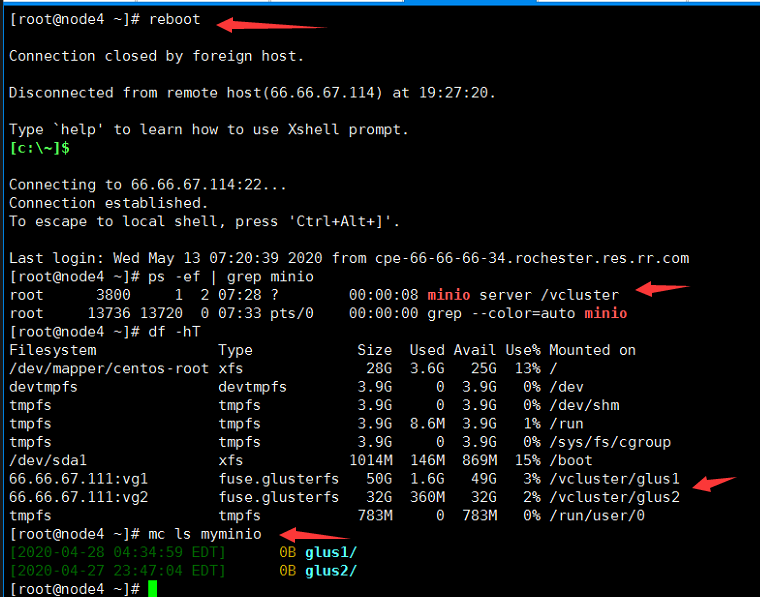 [root@node4 ~]# reboot
Connection closed by foreign host.
Disconnected from remote host(66.66.67.114) at 19:27:20.
Type `help' to learn how to use Xshell prompt.
[c:\~]$
Connecting to 66.66.67.114:22...
Connection established.
To escape to local shell, press 'Ctrl+Alt+]'.
Last login: Wed May 13 07:20:39 2020 from cpe-66-66-66-34.rochester.res.rr.com
[root@node4 ~]# ps -ef | grep minio
root      3800     1  2 07:28 ?        00:00:08 minio server /vcluster
root     13736 13720  0 07:33 pts/0    00:00:00 grep --color=auto minio
[root@node4 ~]# df -hT
Filesystem              Type            Size  Used Avail Use% Mounted on
/dev/mapper/centos-root xfs              28G  3.6G   25G  13% /
devtmpfs                devtmpfs        3.9G     0  3.9G   0% /dev
tmpfs                   tmpfs           3.9G     0  3.9G   0% /dev/shm
tmpfs                   tmpfs           3.9G  8.6M  3.9G   1% /run
tmpfs                   tmpfs           3.9G     0  3.9G   0% /sys/fs/cgroup
/dev/sda1               xfs            1014M  146M  869M  15% /boot
66.66.67.111:vg1        fuse.glusterfs   50G  1.6G   49G   3% /vcluster/glus1
66.66.67.111:vg2        fuse.glusterfs   32G  360M   32G   2% /vcluster/glus2
tmpfs                   tmpfs           783M     0  783M   0% /run/user/0
[root@node4 ~]# mc ls myminio
[2020-04-28 04:34:59 EDT]      0B glus1/
[2020-04-27 23:47:04 EDT]      0B glus2/
[root@node4 ~]#